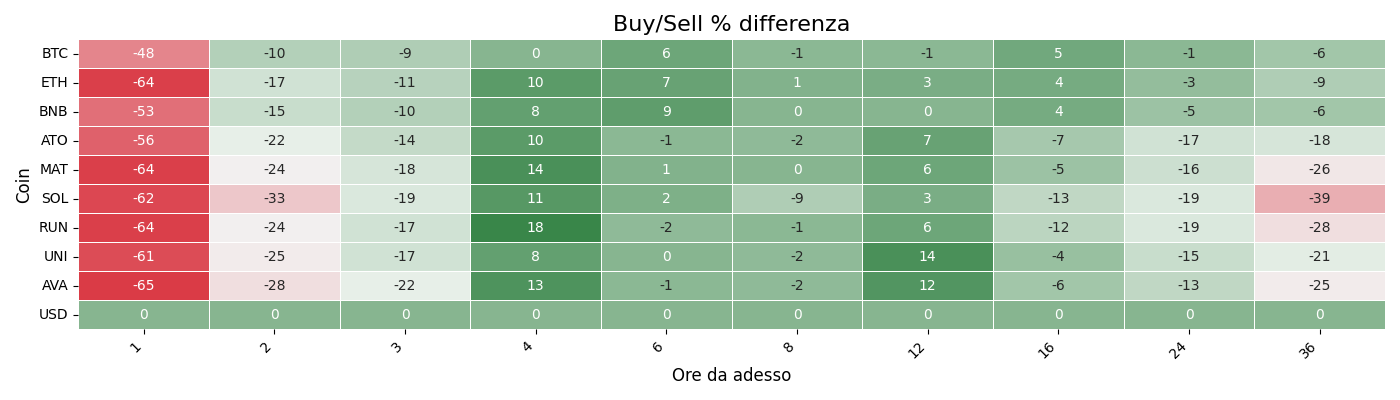 Buy/Sell % differenza
Coin
BTC -48 -10 -9 0 6 -1 -1 5 -1 -6
ETH -64 -17 -11 10 7 1 3 4 -3 -9
BNB -53 -15 -10 8 9 0 0 4 -5 -6
ATO -56 -22 -14 10 -1 -2 7 -7 -17 -18
MAT -64 -24 -18 14 1 0 6 -5 -16 -26
SOL -62 -33 -19 11 2 -9 3 -13 -19 -39
RUN -64 -24 -17 18 -2 -1 6 -12 -19 -28
UNI -61 -25 -17 8 0 -2 14 -4 -15 -21
AVA -65 -28 -22 13 -1 -2 12 -6 -13 -25
USD 0 0 0 0 0 0 0 0 0 0
1 2 3 4 6 8 12 16 24 36
Ore da adesso